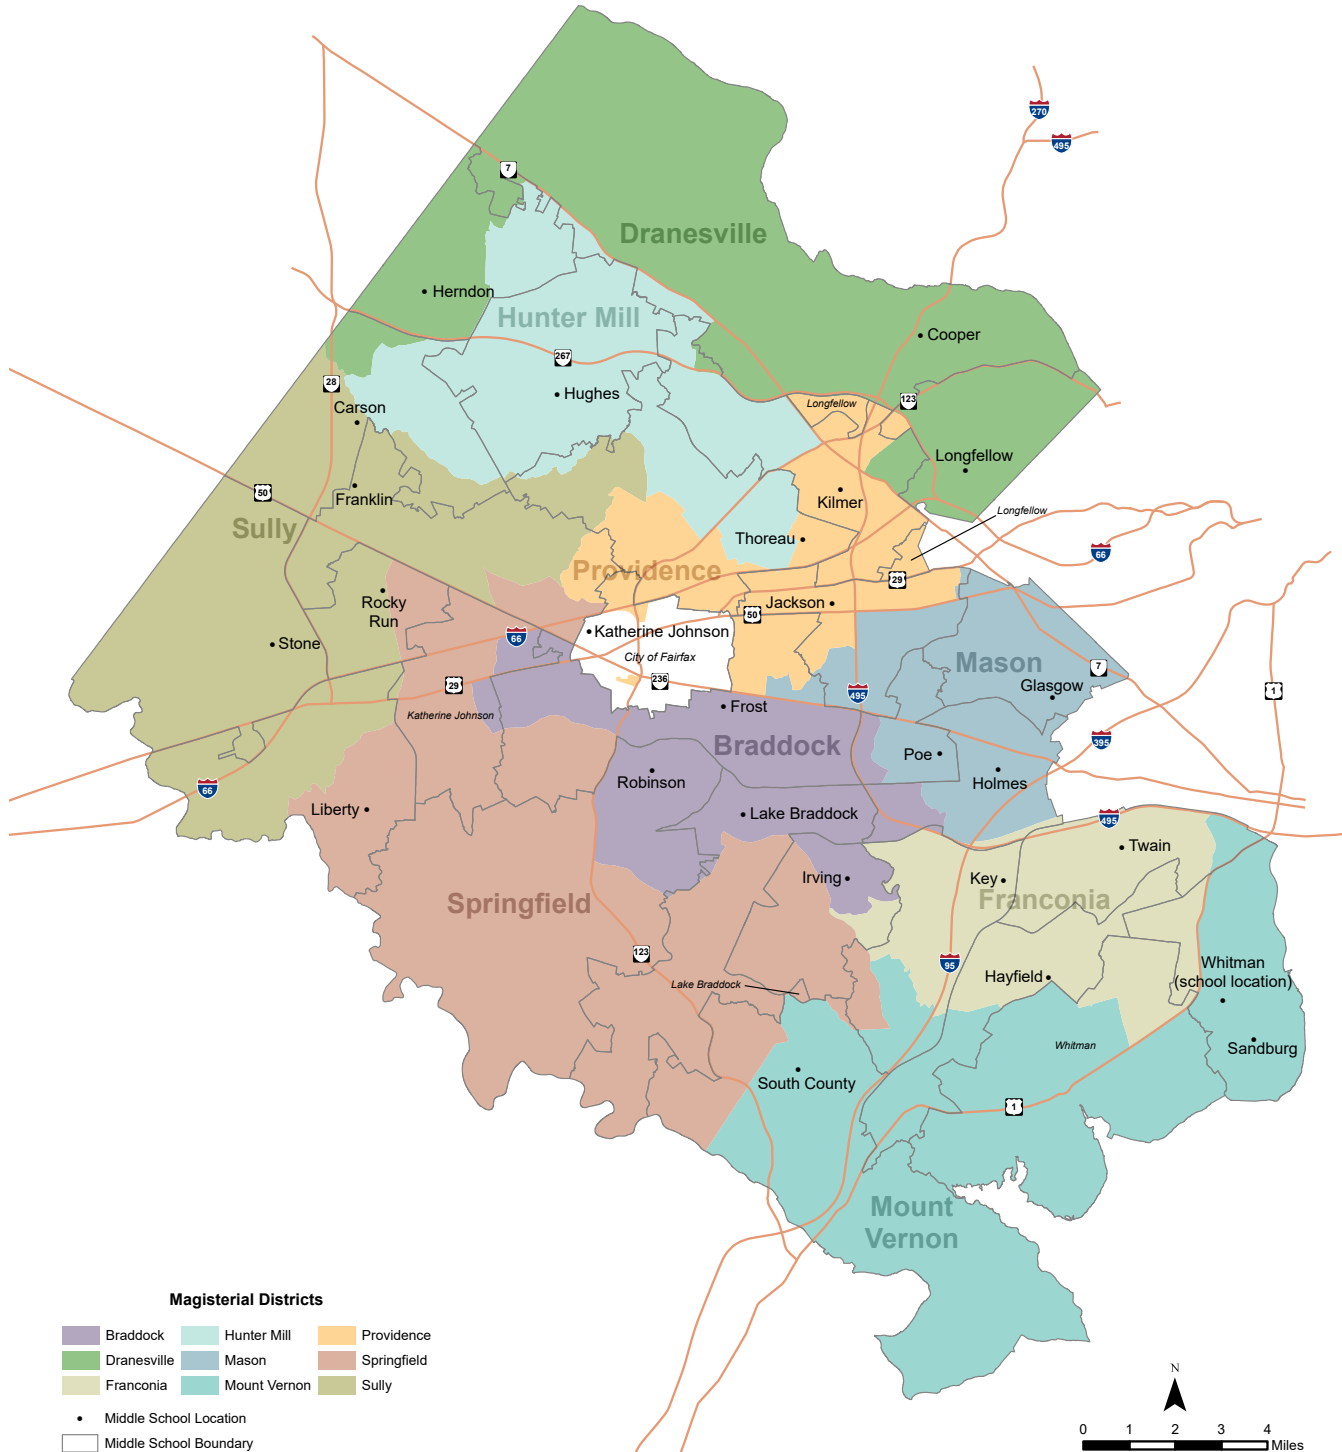 270
495
7
Dranesville
Herndon
Hunter Mill
Cooper
267
28
Hughes
123
Longfellow
Carson
Longfellow
50
Franklin
Kilmer
Sully
Longfellow
Thoreau
66
Providence
29
Rocky
Run
Jackson
50
Katherine Johnson
66
Stone
City of Fairfax
Mason
7
236
29
Glasgow
495
1
Katherine Johnson
Frost
Braddock
395
Poe
Robinson
Holmes
66
Liberty
Lake Braddock
495
Twain
Irving
Key
Springfield
Franconia
123
95
Whitman
(school location)
Hayfield
Lake Braddock
Whitman
Sandburg
South County
1
Mount
Vernon
Magisterial Districts
Braddock
Hunter Mill
Providence
Dranesville
Mason
Springfield
Franconia
Mount Vernon
Sully
Middle School Location
Middle School Boundary
N
0 1 2 3 4
Miles